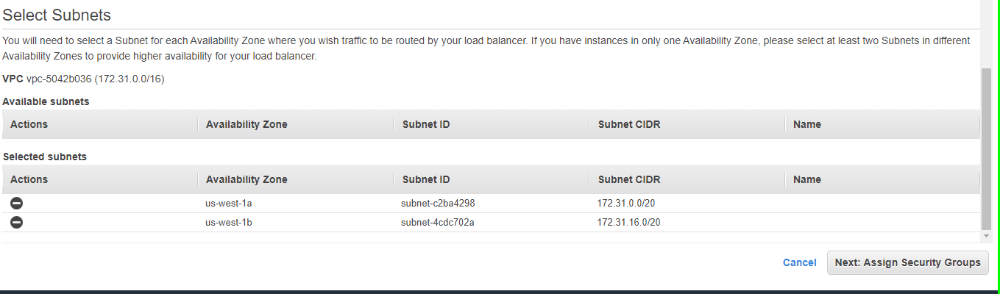 Select Subnets
You will need to select a Subnet for each Availability Zone where you wish traffic to be routed by your load balancer. If you have instances in only one Availability Zone, please select at least two Subnets in different
Availability Zones to provide higher availability for your load balancer.
VPC vpc-5042b036 (172.31.0.0/16)
Available subnets
Actions Availability Zone Subnet ID Subnet CIDR Name
Selected subnets
Actions Availability Zone Subnet ID Subnet CIDR Name
us-west-1a subnet-c2ba4298 172.31.0.0/20
us-west-1b subnet-4cdc702a 172.31.16.0/20
Cancel Next: Assign Security Groups